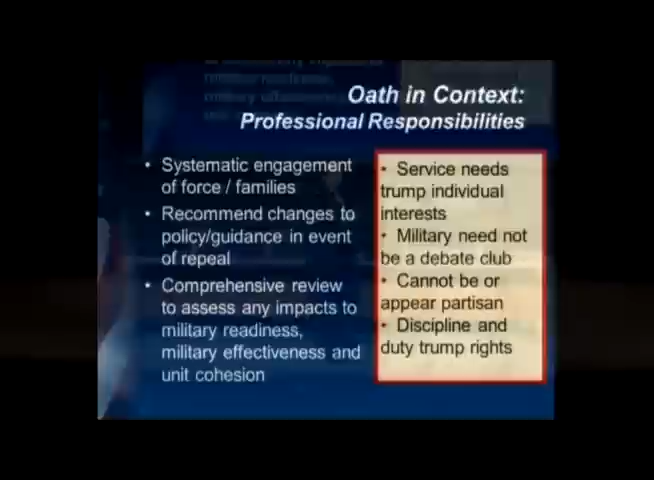 Oath in Context:
Professional Responsibilities
• Systematic engagement
of force / families
• Recommend changes to
policy/guidance in event
of repeal
• Comprehensive review
to assess any impacts to
military readiness,
military effectiveness and
unit cohesion
• Service needs
trump individual
interests
• Military need not
be a debate club
• Cannot be or
appear partisan
• Discipline and
duty trump rights